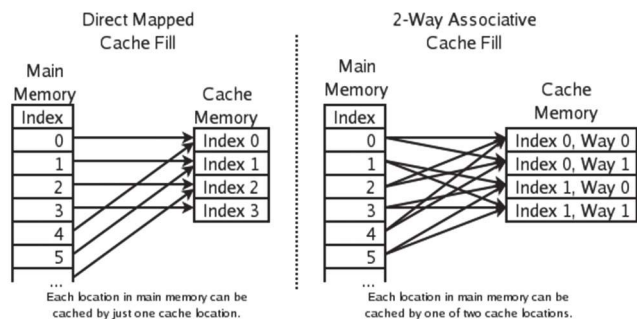 Direct Mapped
Cache Fill
Main
Memory
Index
0
1
2
3
4
5
...
Cache
Memory
Index 0
Index 1
Index 2
Index 3
Each location in main memory can be
cached by just one cache location.
2-Way Associative
Cache Fill
Main
Memory
Index
0
1
2
3
4
5
...
Cache
Memory
Index 0, Way 0
Index 0, Way 1
Index 1, Way 0
Index 1, Way 1
Each location in main memory can be
cached by one of two cache locations.